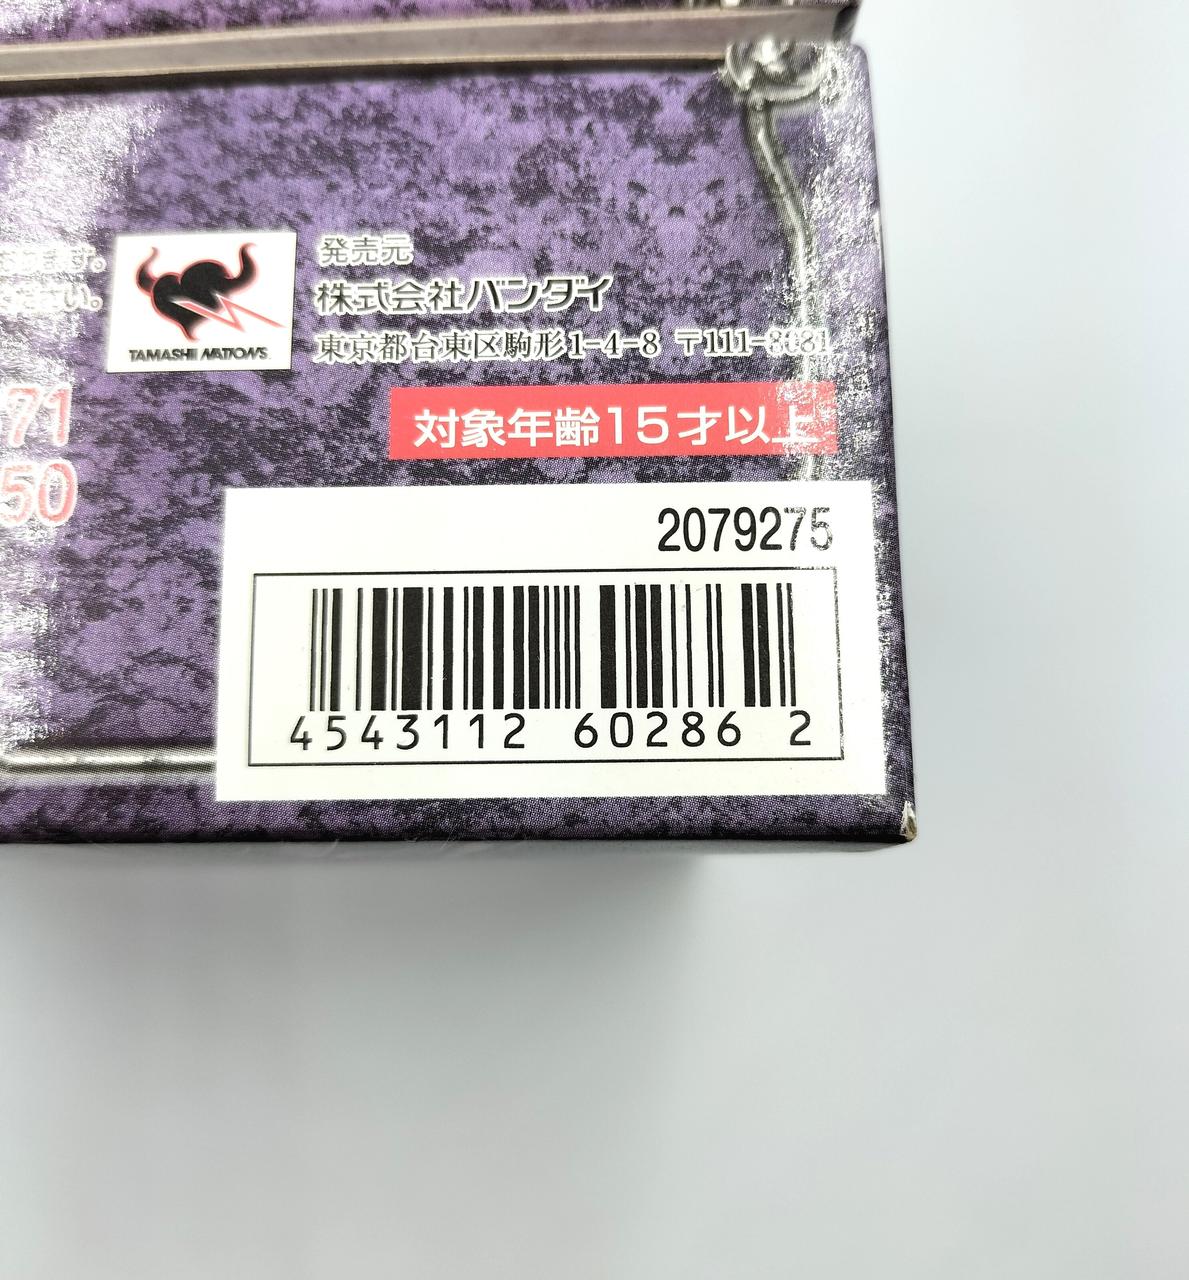 発売元
株式会社バンダイ
東京都台東区駒形1-4-8 〒111-8081
TAMASHII NATIONS
71
50
対象年齢15才以上
2079275
4543112 60286 2